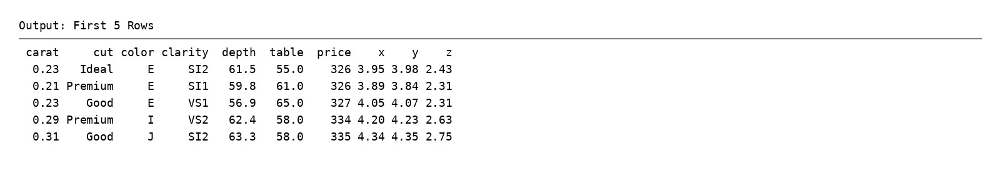 Output: First 5 Rows
carat cut color clarity depth table price x y z
0.23 Ideal E SI2 61.5 55.0 326 3.95 3.98 2.43
0.21 Premium E SI1 59.8 61.0 326 3.89 3.84 2.31
0.23 Good E VS1 56.9 65.0 327 4.05 4.07 2.31
0.29 Premium I VS2 62.4 58.0 334 4.20 4.23 2.63
0.31 Good J SI2 63.3 58.0 335 4.34 4.35 2.75